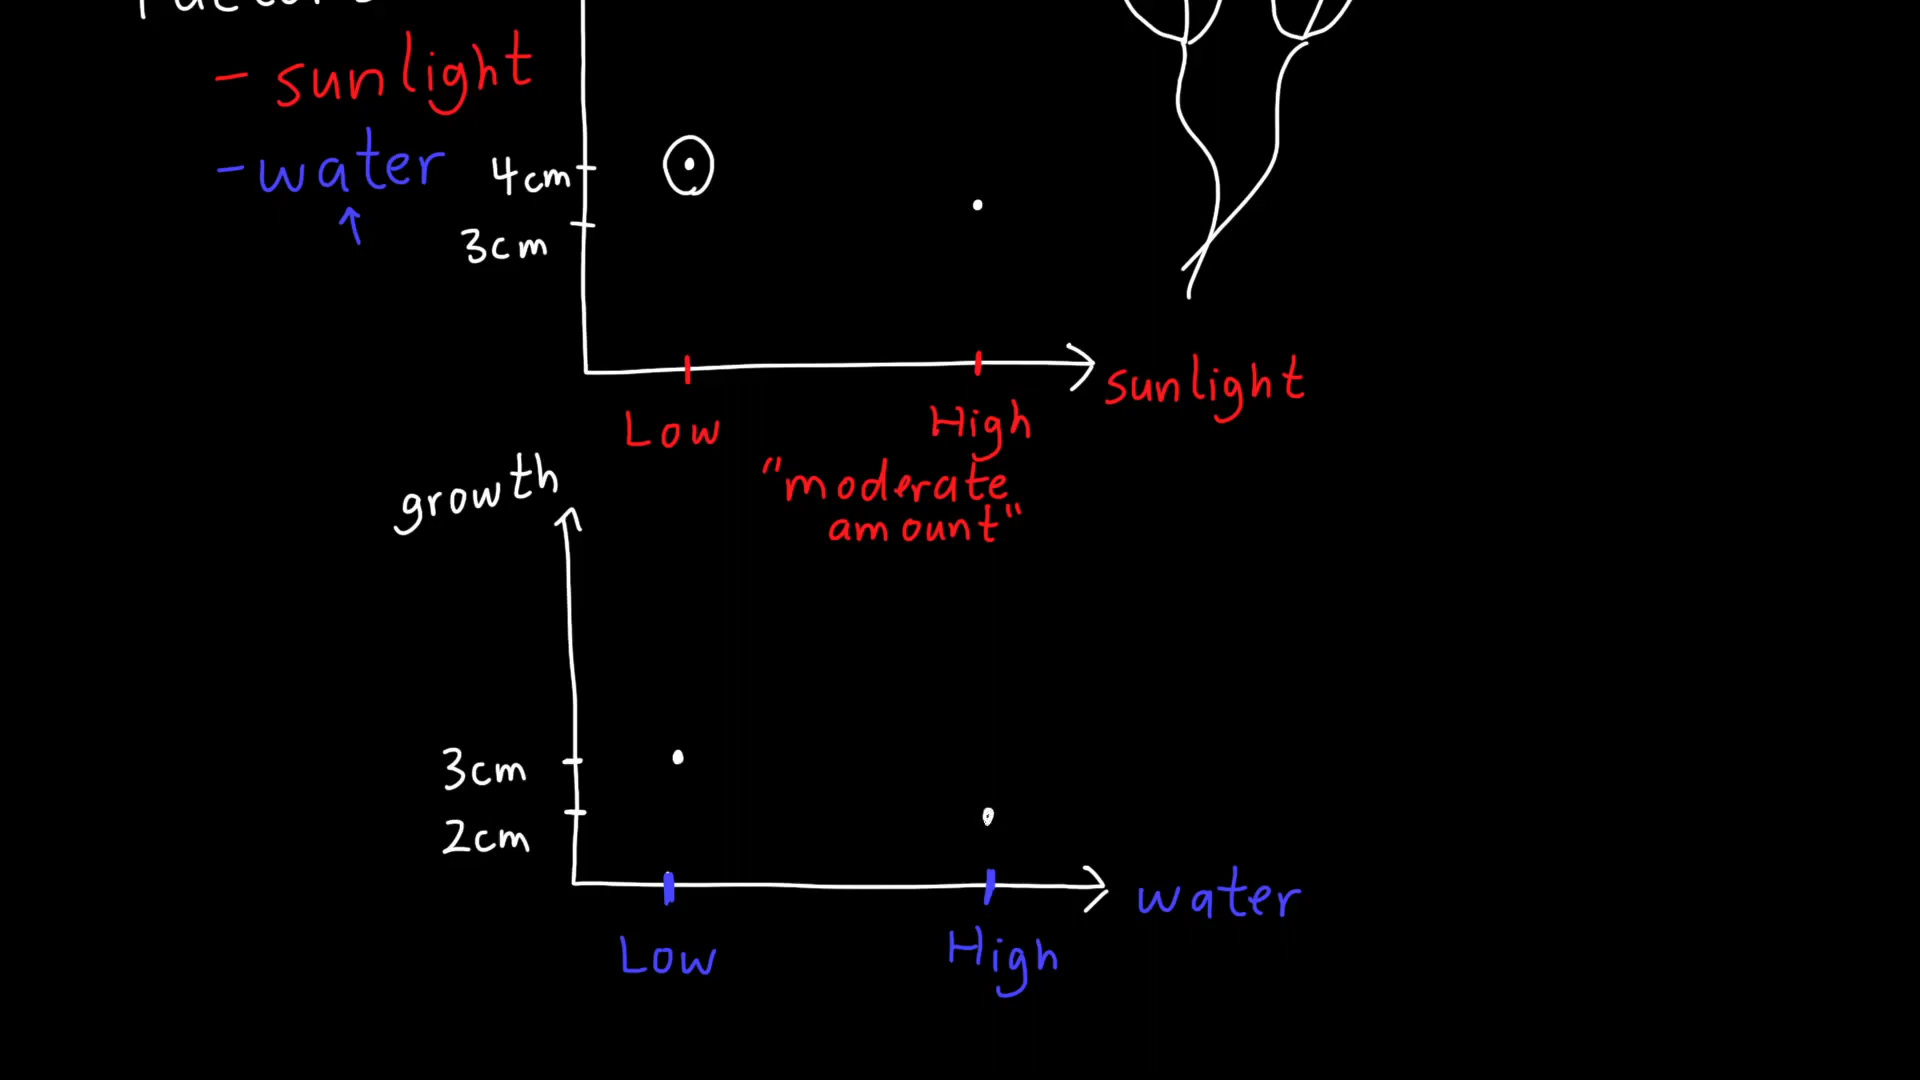 - sunlight
- water
4cm
3cm
sunlight
Low
High
"moderate
amount"
growth
3cm
2cm
water
Low
High